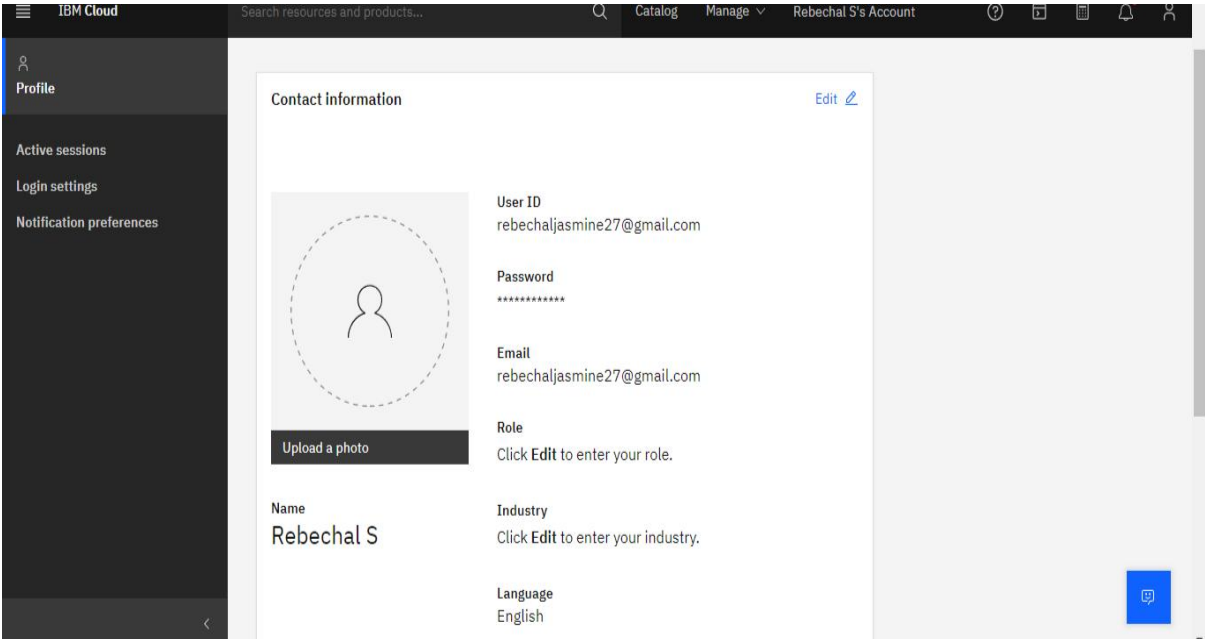 IBM Cloud
Search resources and products...
Catalog
Manage
Rebechal S's Account
Profile
Active sessions
Login settings
Notification preferences
Contact information
Edit
User ID
rebechaljasmine27@gmail.com
Password
************
Email
rebechaljasmine27@gmail.com
Role
Click Edit to enter your role.
Upload a photo
Name
Rebechal S
Industry
Click Edit to enter your industry.
Language
English